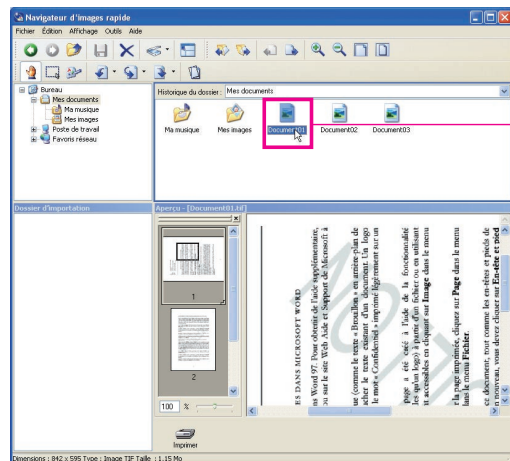 Navigateur d'images rapide
Fichier Édition Affichage Outils Aide
Bureau
Mes documents
Ma musique
Mes images
Poste de travail
Favoris réseau
Historique du dossier: Mes documents
Ma musique
Mes images
Document01
Document02
Document03
Dossier d'importation
Aperçu - [Document01.tif]
1
2
100 %
ES DANS MICROSOFT WORD
ns Word 97. Pour obtenir de l'aide supplémentaire,
ou sur le site Web Aide et Support de Microsoft à
ue (comme le texte « Brouillon » en arrière-plan de
acher le texte existant d'un document. Un logo
le mot « Confidentiel » imprimé légèrement sur un
page a été créé à l'aide de la fonctionnalité
les qu'un logo) à partir d'un fichier ou en utilisant
nt accessibles en cliquant sur Image dans le menu
r la page imprimée, cliquez sur Page dans le menu
dans le menu Fichier.
ce document, tout comme les en-têtes et pieds de
n nouveau, vous devez cliquer sur En-tête et pied
Imprimer
Dimensions : 842 x 595 Type : Image TIF Taille : 1,15 Mo